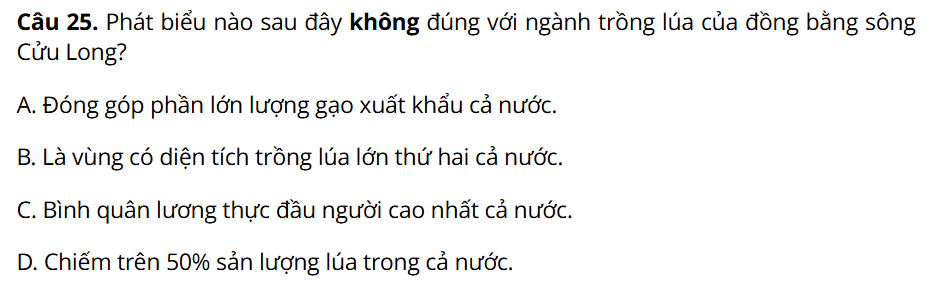 Câu 25. Phát biểu nào sau đây không đúng với ngành trồng lúa của đồng bằng sông
Cửu Long?
A. Đóng góp phần lớn lượng gạo xuất khẩu cả nước.
B. Là vùng có diện tích trồng lúa lớn thứ hai cả nước.
C. Bình quân lương thực đầu người cao nhất cả nước.
D. Chiếm trên 50% sản lượng lúa trong cả nước.